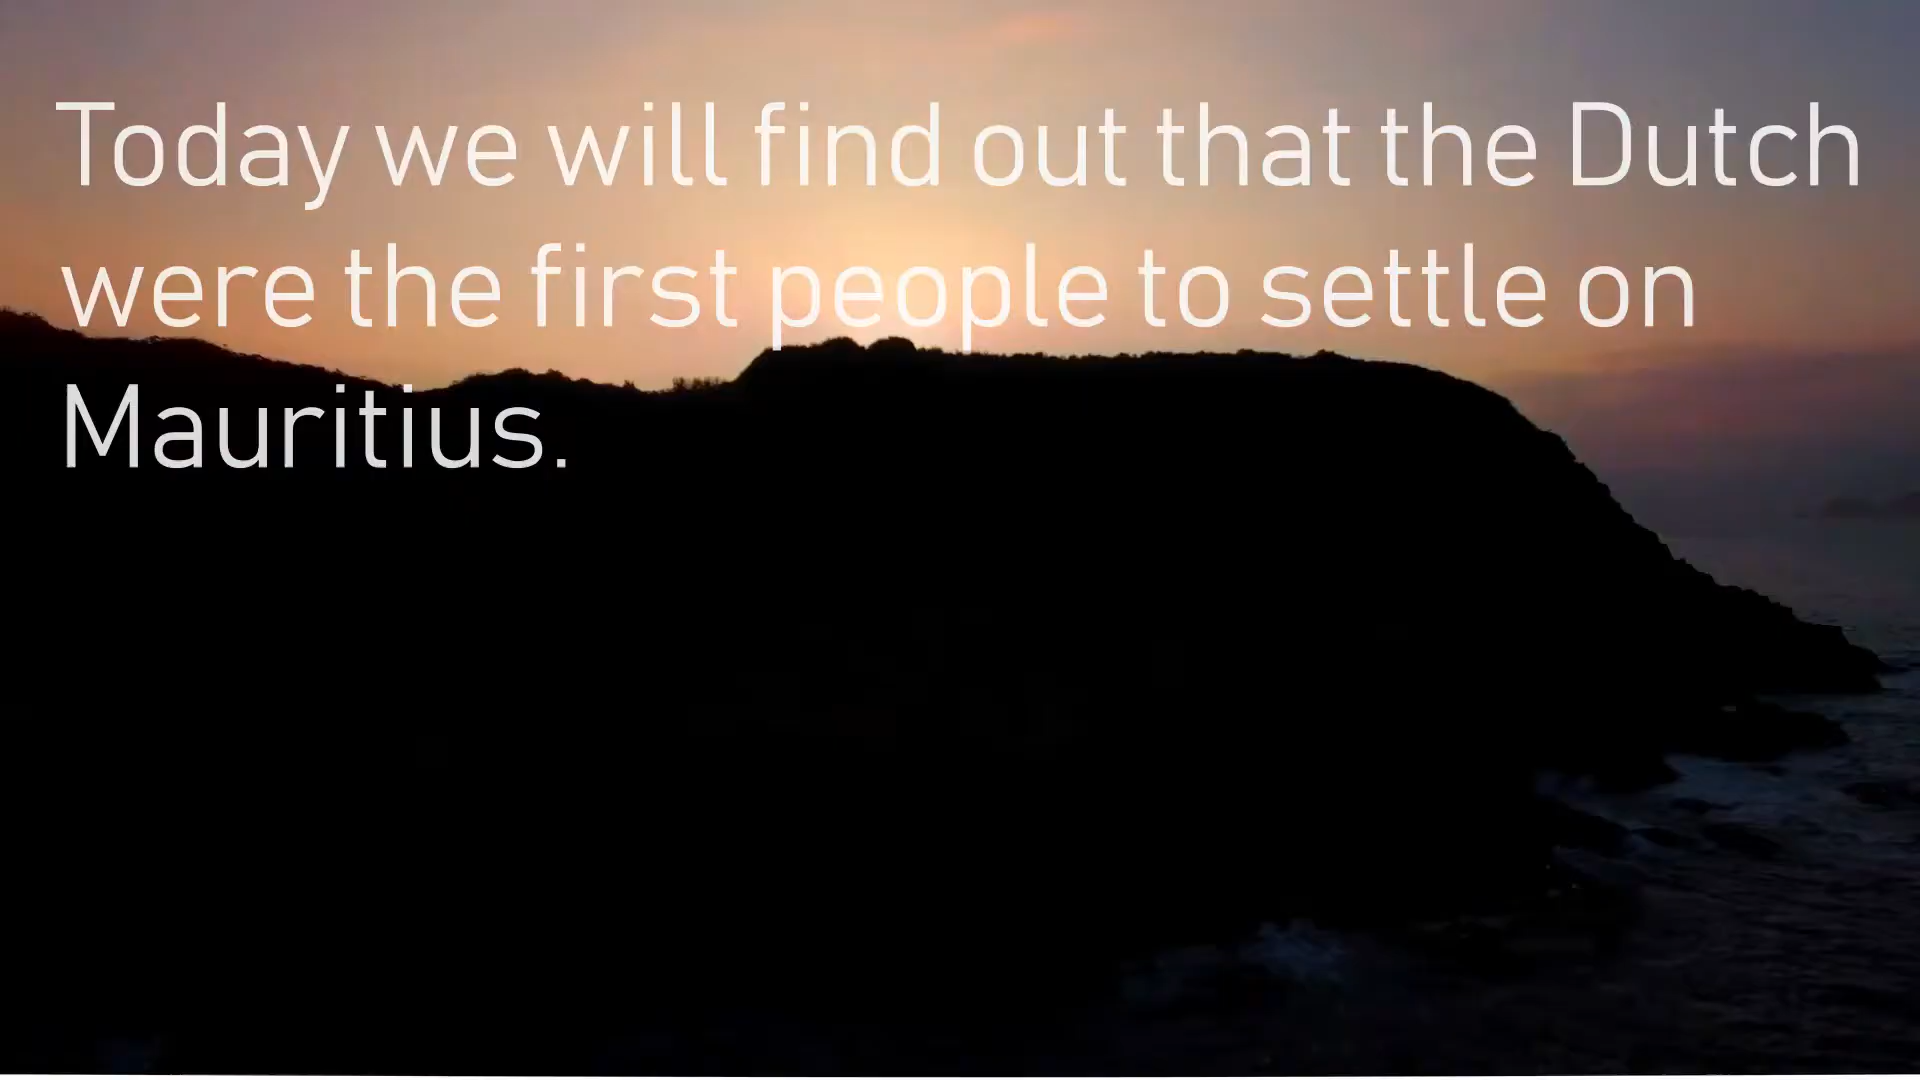 Today we will find out that the Dutch
were the first people to settle on
Mauritius.